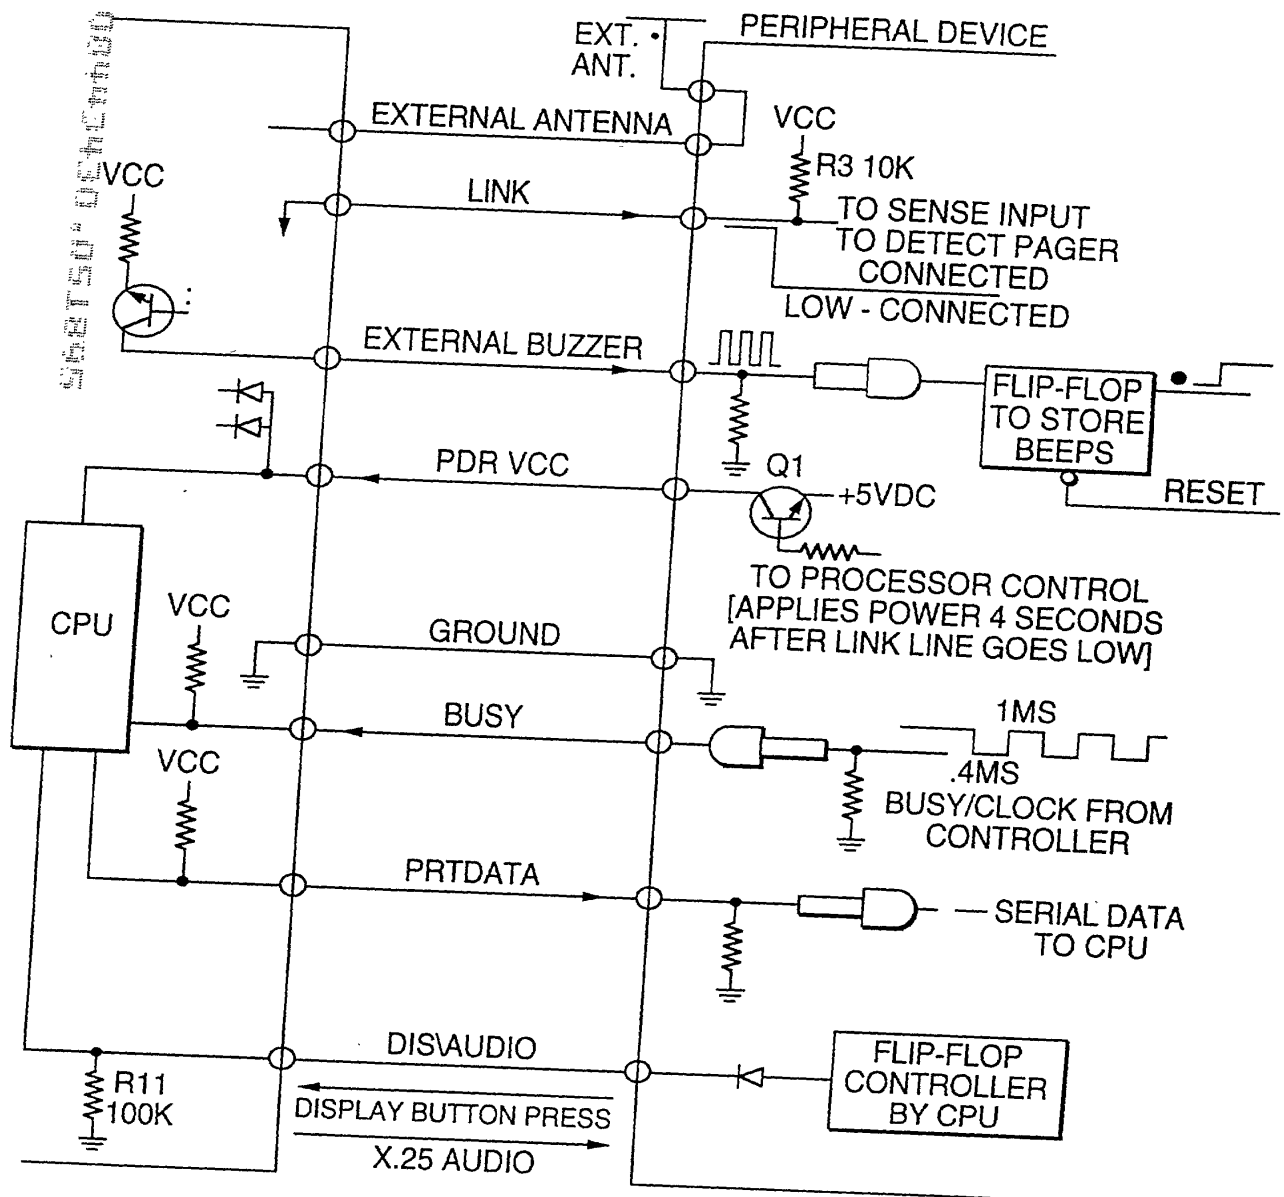 PERIPHERAL DEVICE
EXT.
ANT.
EXTERNAL ANTENNA
VCC
R3 10K
VCC
LINK
TO SENSE INPUT
TO DETECT PAGER
CONNECTED
LOW - CONNECTED
EXTERNAL BUZZER
FLIP-FLOP
TO STORE
BEEPS
RESET
PDR VCC
Q1
+5VDC
TO PROCESSOR CONTROL
[APPLIES POWER 4 SECONDS
AFTER LINK LINE GOES LOW]
CPU
VCC
GROUND
BUSY
1MS
.4MS
BUSY/CLOCK FROM
CONTROLLER
VCC
PRTDATA
SERIAL DATA
TO CPU
DIS\AUDIO
FLIP-FLOP
CONTROLLER
BY CPU
R11
100K
DISPLAY BUTTON PRESS
X.25 AUDIO